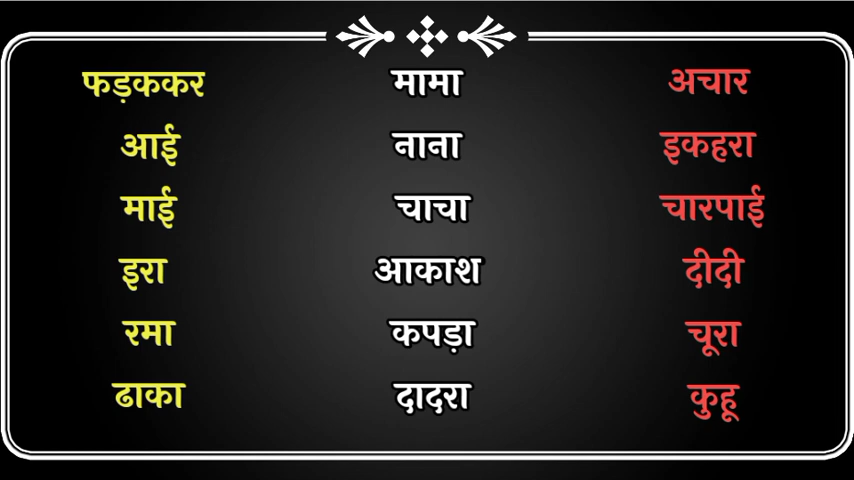 फड़ककर मामा अचार
आई नाना इकहरा
माई चाचा चारपाई
इरा आकाश दीदी
रमा कपड़ा चूरा
ढाका दादरा कुहू